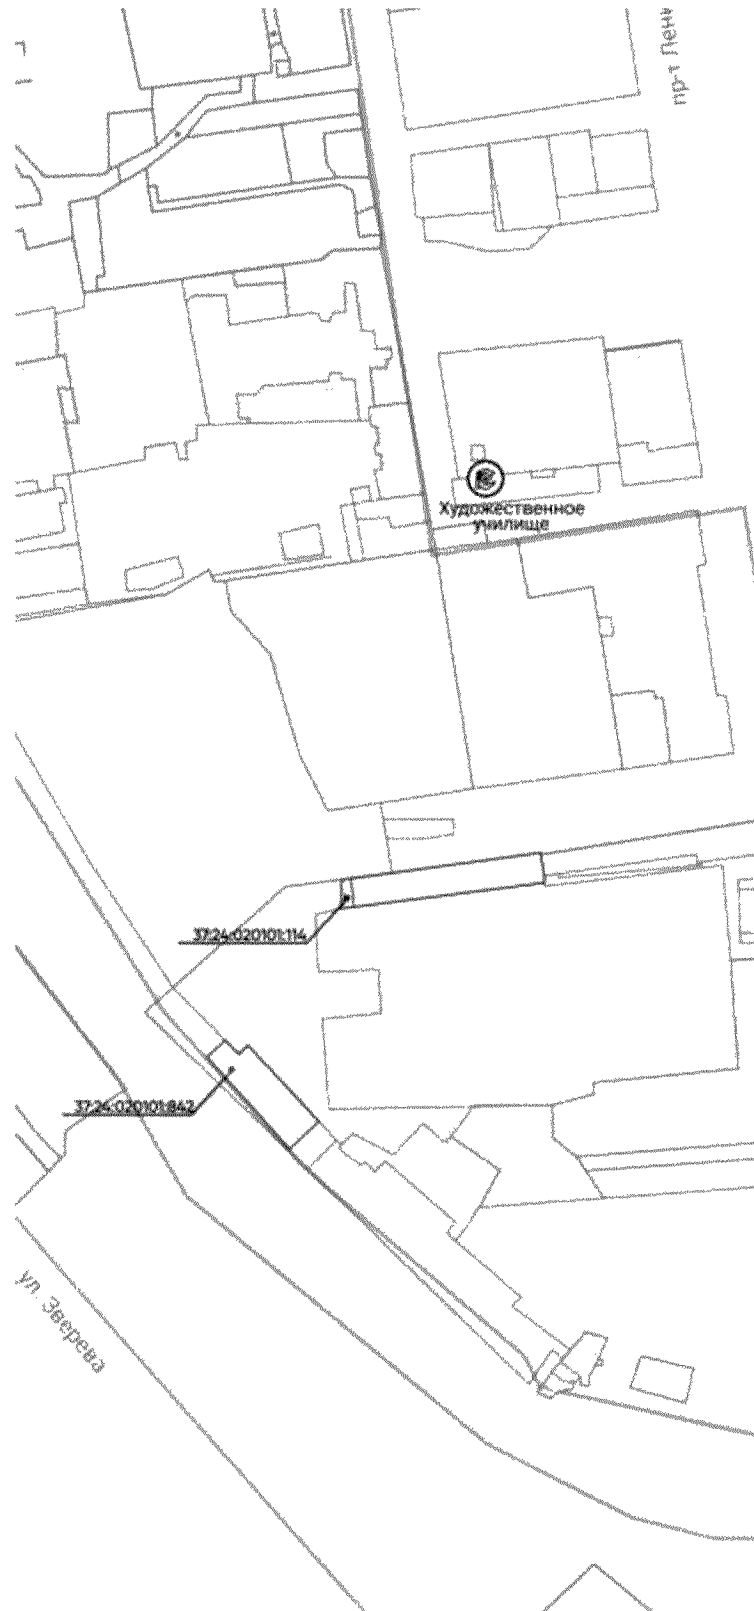 пр-т Лени
Художественное
училище
37:24:020101:114
37:24:020101:842
ул. Зверева